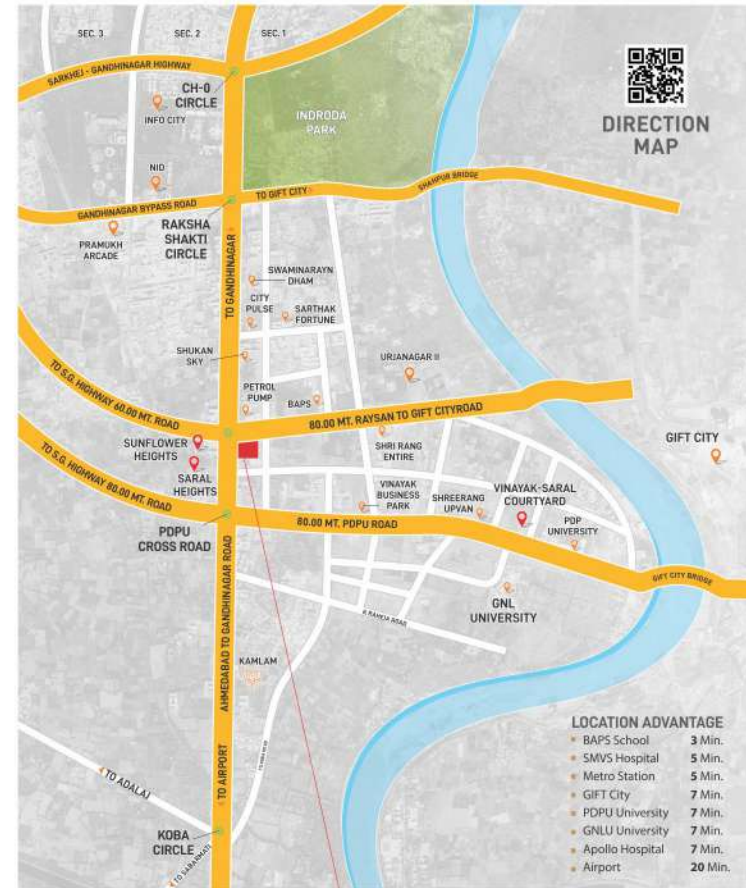 SEC. 3
SEC. 2
SEC. 1
SARKHEJ - GANDHINAGAR HIGHWAY
CH-0
CIRCLE
INFO CITY
INDRODA
PARK
DIRECTION
MAP
NID
TO GIFT CITY
SHAHPUR BRIDGE
GANDHINAGAR BYPASS ROAD
PRAMUKH
ARCADE
RAKSHA
SHAKTI
CIRCLE
TO GANDHINAGAR
SWAMINARAYN
DHAM
CITY
PULSE
SARTHAK
FORTUNE
SHUKAN
SKY
URJANAGAR II
PETROL
PUMP
BAPS
TO S.G. HIGHWAY 60.00 MT. ROAD
80.00 MT. RAYSAN TO GIFT CITYROAD
SUNFLOWER
HEIGHTS
SHRI RANG
ENTIRE
GIFT CITY
TO S.G. HIGHWAY 80.00 MT. ROAD
SARAL
HEIGHTS
VINAYAK
BUSINESS
PARK
SHREERANG
UPVAN
VINAYAK-SARAL
COURTYARD
PDP
UNIVERSITY
PDPU
CROSS ROAD
80.00 MT. PDPU ROAD
GIFT CITY BRIDGE
AHMEDABAD TO GANDHINAGAR ROAD
GNL
UNIVERSITY
K RAHEJA ROAD
KAMLAM
TO AIRPORT
TO ADALAJ
KOBA
CIRCLE
TO SABARMATI
LOCATION ADVANTAGE
BAPS School 3 Min.
SMVS Hospital 5 Min.
Metro Station 5 Min.
GIFT City 7 Min.
PDPU University 7 Min.
GNLU University 7 Min.
Apollo Hospital 7 Min.
Airport 20 Min.